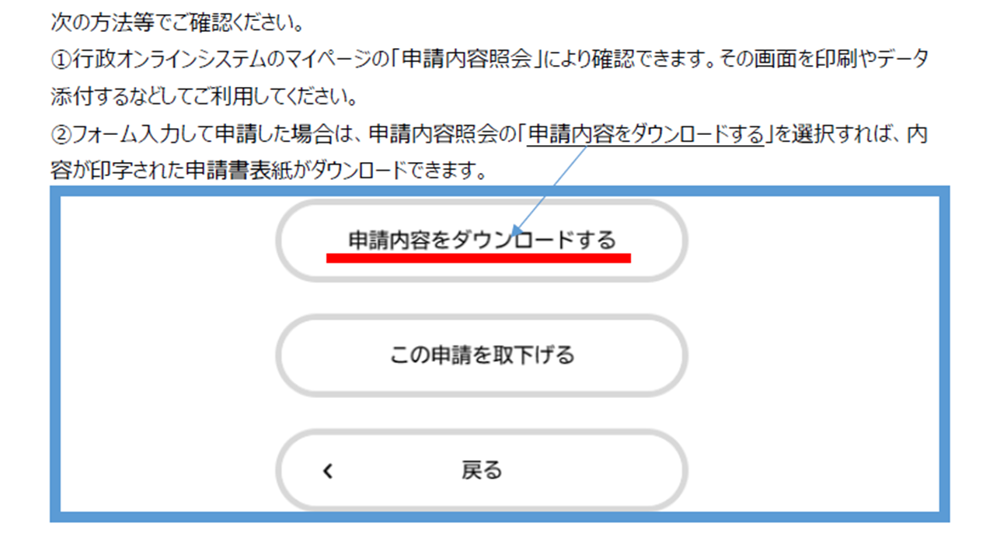 次の方法等でご確認ください。
①行政オンラインシステムのマイページの「申請内容照会」により確認できます。その画面を印刷やデータ
添付するなどしてご利用してください。
②フォーム入力して申請した場合は、申請内容照会の「申請内容をダウンロードする」を選択すれば、内
容が印字された申請書表紙がダウンロードできます。
申請内容をダウンロードする
この申請を取下げる
戻る